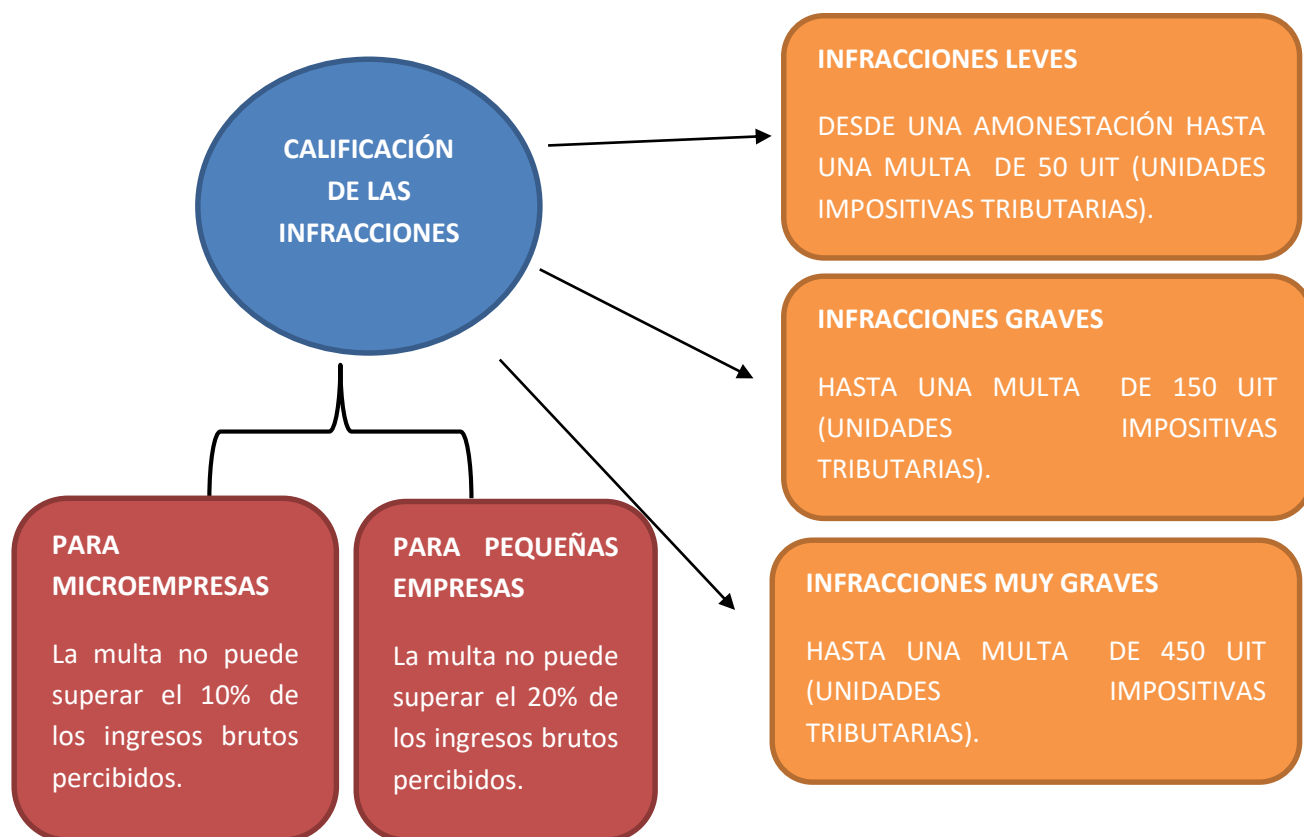 CALIFICACIÓN
DE LAS
INFRACCIONES
INFRACCIONES LEVES
DESDE UNA AMONESTACIÓN HASTA
UNA MULTA DE 50 UIT (UNIDADES
IMPOSITIVAS TRIBUTARIAS).
INFRACCIONES GRAVES
HASTA UNA MULTA DE 150 UIT
(UNIDADES IMPOSITIVAS
TRIBUTARIAS).
INFRACCIONES MUY GRAVES
HASTA UNA MULTA DE 450 UIT
(UNIDADES IMPOSITIVAS
TRIBUTARIAS).
PARA
MICROEMPRESAS
La multa no puede
superar el 10% de
los ingresos brutos
percibidos.
PARA PEQUEÑAS
EMPRESAS
La multa no puede
superar el 20% de
los ingresos brutos
percibidos.